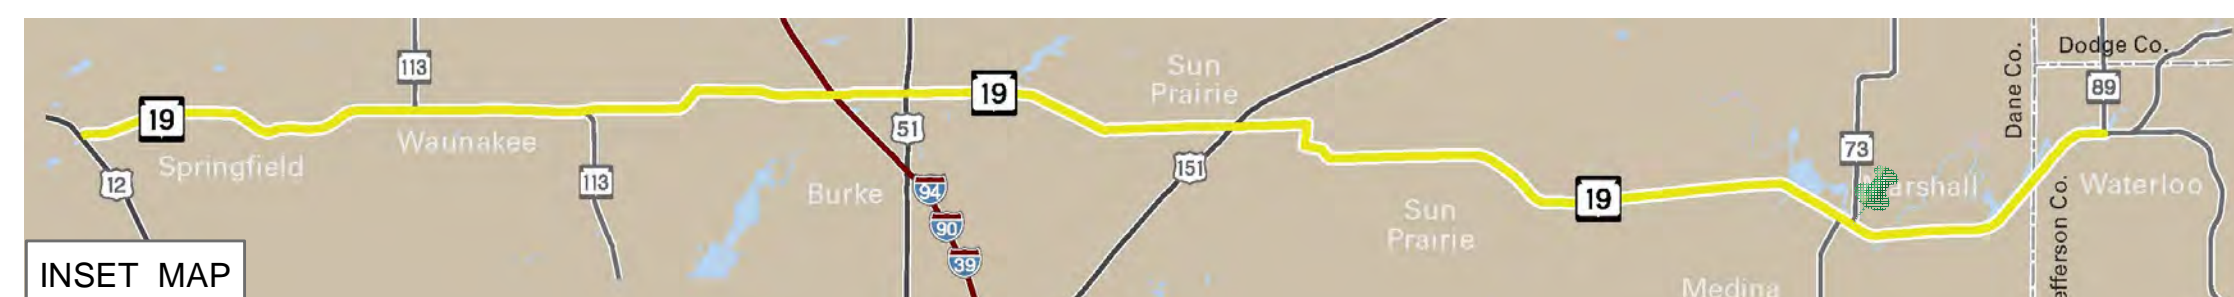 113
19
Springfield
12
Waunakee
113
Burke
51
94
90
39
19
Sun
Prairie
151
Sun
Prairie
19
73
arshall
Medina
Dane Co.
Dodge Co.
89
Waterloo
efferson Co.
INSET MAP